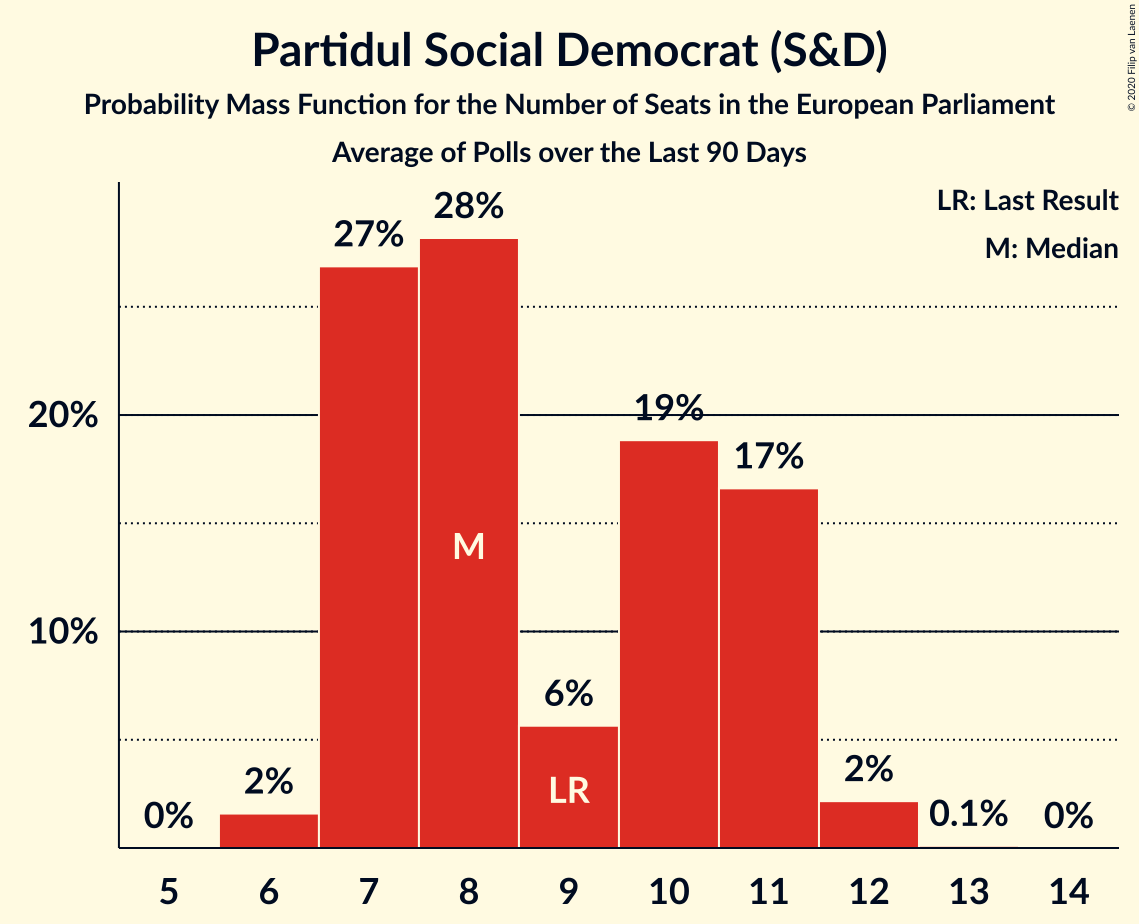 Partidul Social Democrat (S&D)
Probability Mass Function for the Number of Seats in the European Parliament
Average of Polls over the Last 90 Days
© 2020 Filip van Laenen
LR: Last Result
M: Median
20%
10%
0%
2%
27%
28%
6%
19%
17%
2%
0.1%
0%
M
LR
5 6 7 8 9 10 11 12 13 14